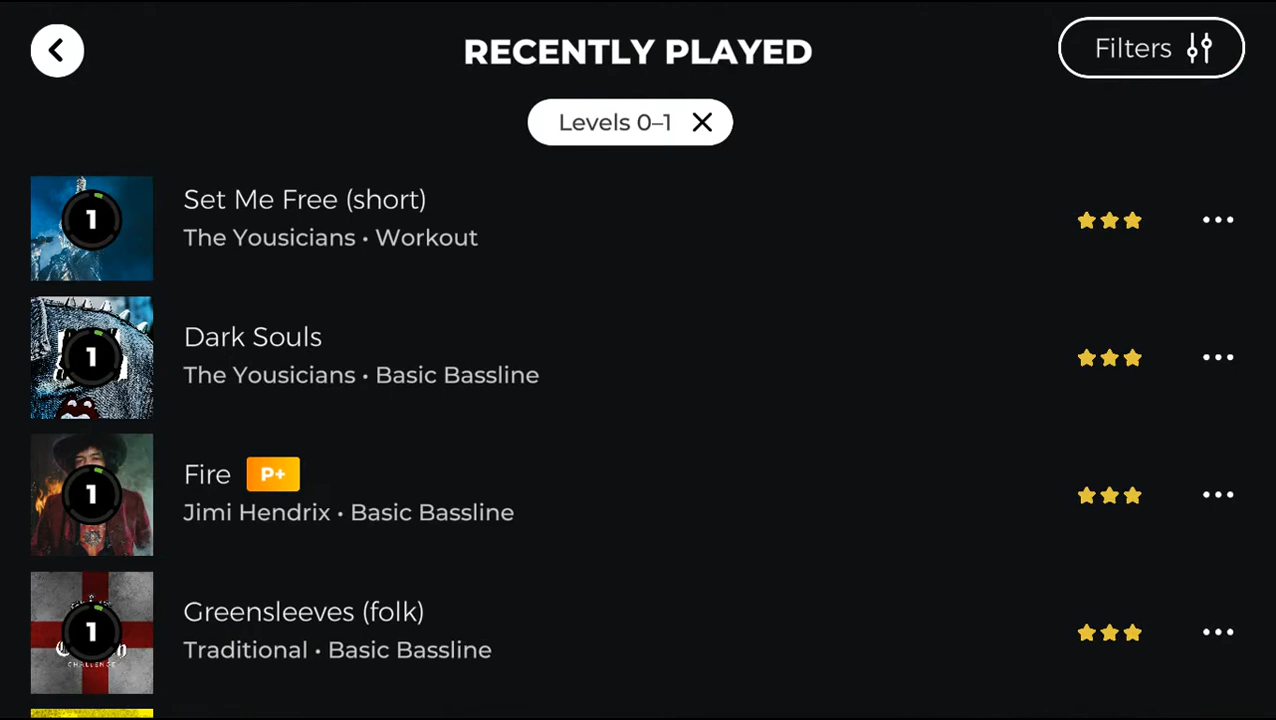 RECENTLY PLAYED
Filters
Levels 0–1
1
Set Me Free (short)
The Yousicians • Workout
1
Dark Souls
The Yousicians • Basic Bassline
1
Fire P+
Jimi Hendrix • Basic Bassline
1
Greensleeves (folk)
Traditional • Basic Bassline
CHALLENGE